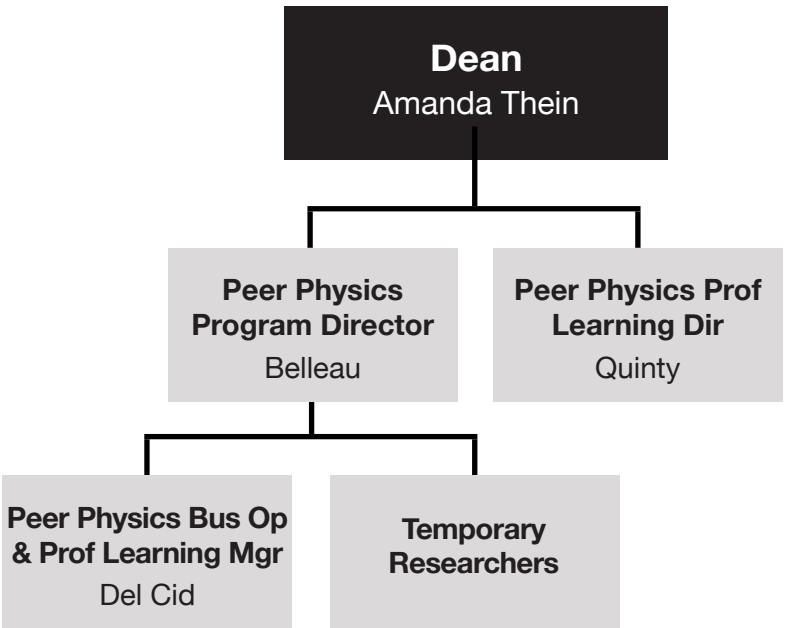 Dean
Amanda Thein
Peer Physics
Program Director
Belleau
Peer Physics Prof
Learning Dir
Quinty
Peer Physics Bus Op
& Prof Learning Mgr
Del Cid
Temporary
Researchers